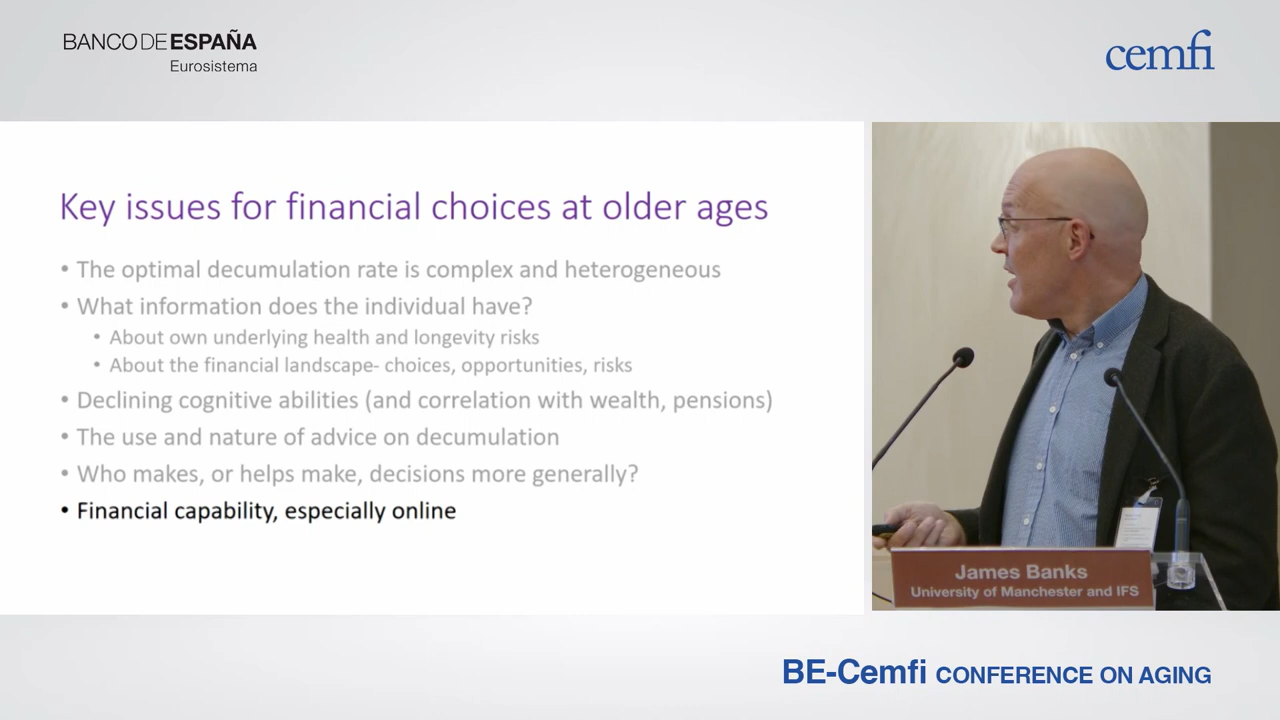 BANCO DE ESPAÑA
Eurosistema
cemfi
Key issues for financial choices at older ages
• The optimal decumulation rate is complex and heterogeneous
• What information does the individual have?
• About own underlying health and longevity risks
• About the financial landscape- choices, opportunities, risks
• Declining cognitive abilities (and correlation with wealth, pensions)
• The use and nature of advice on decumulation
• Who makes, or helps make, decisions more generally?
• Financial capability, especially online
James Banks
University of Manchester and IFS
BE-Cemfi CONFERENCE ON AGING